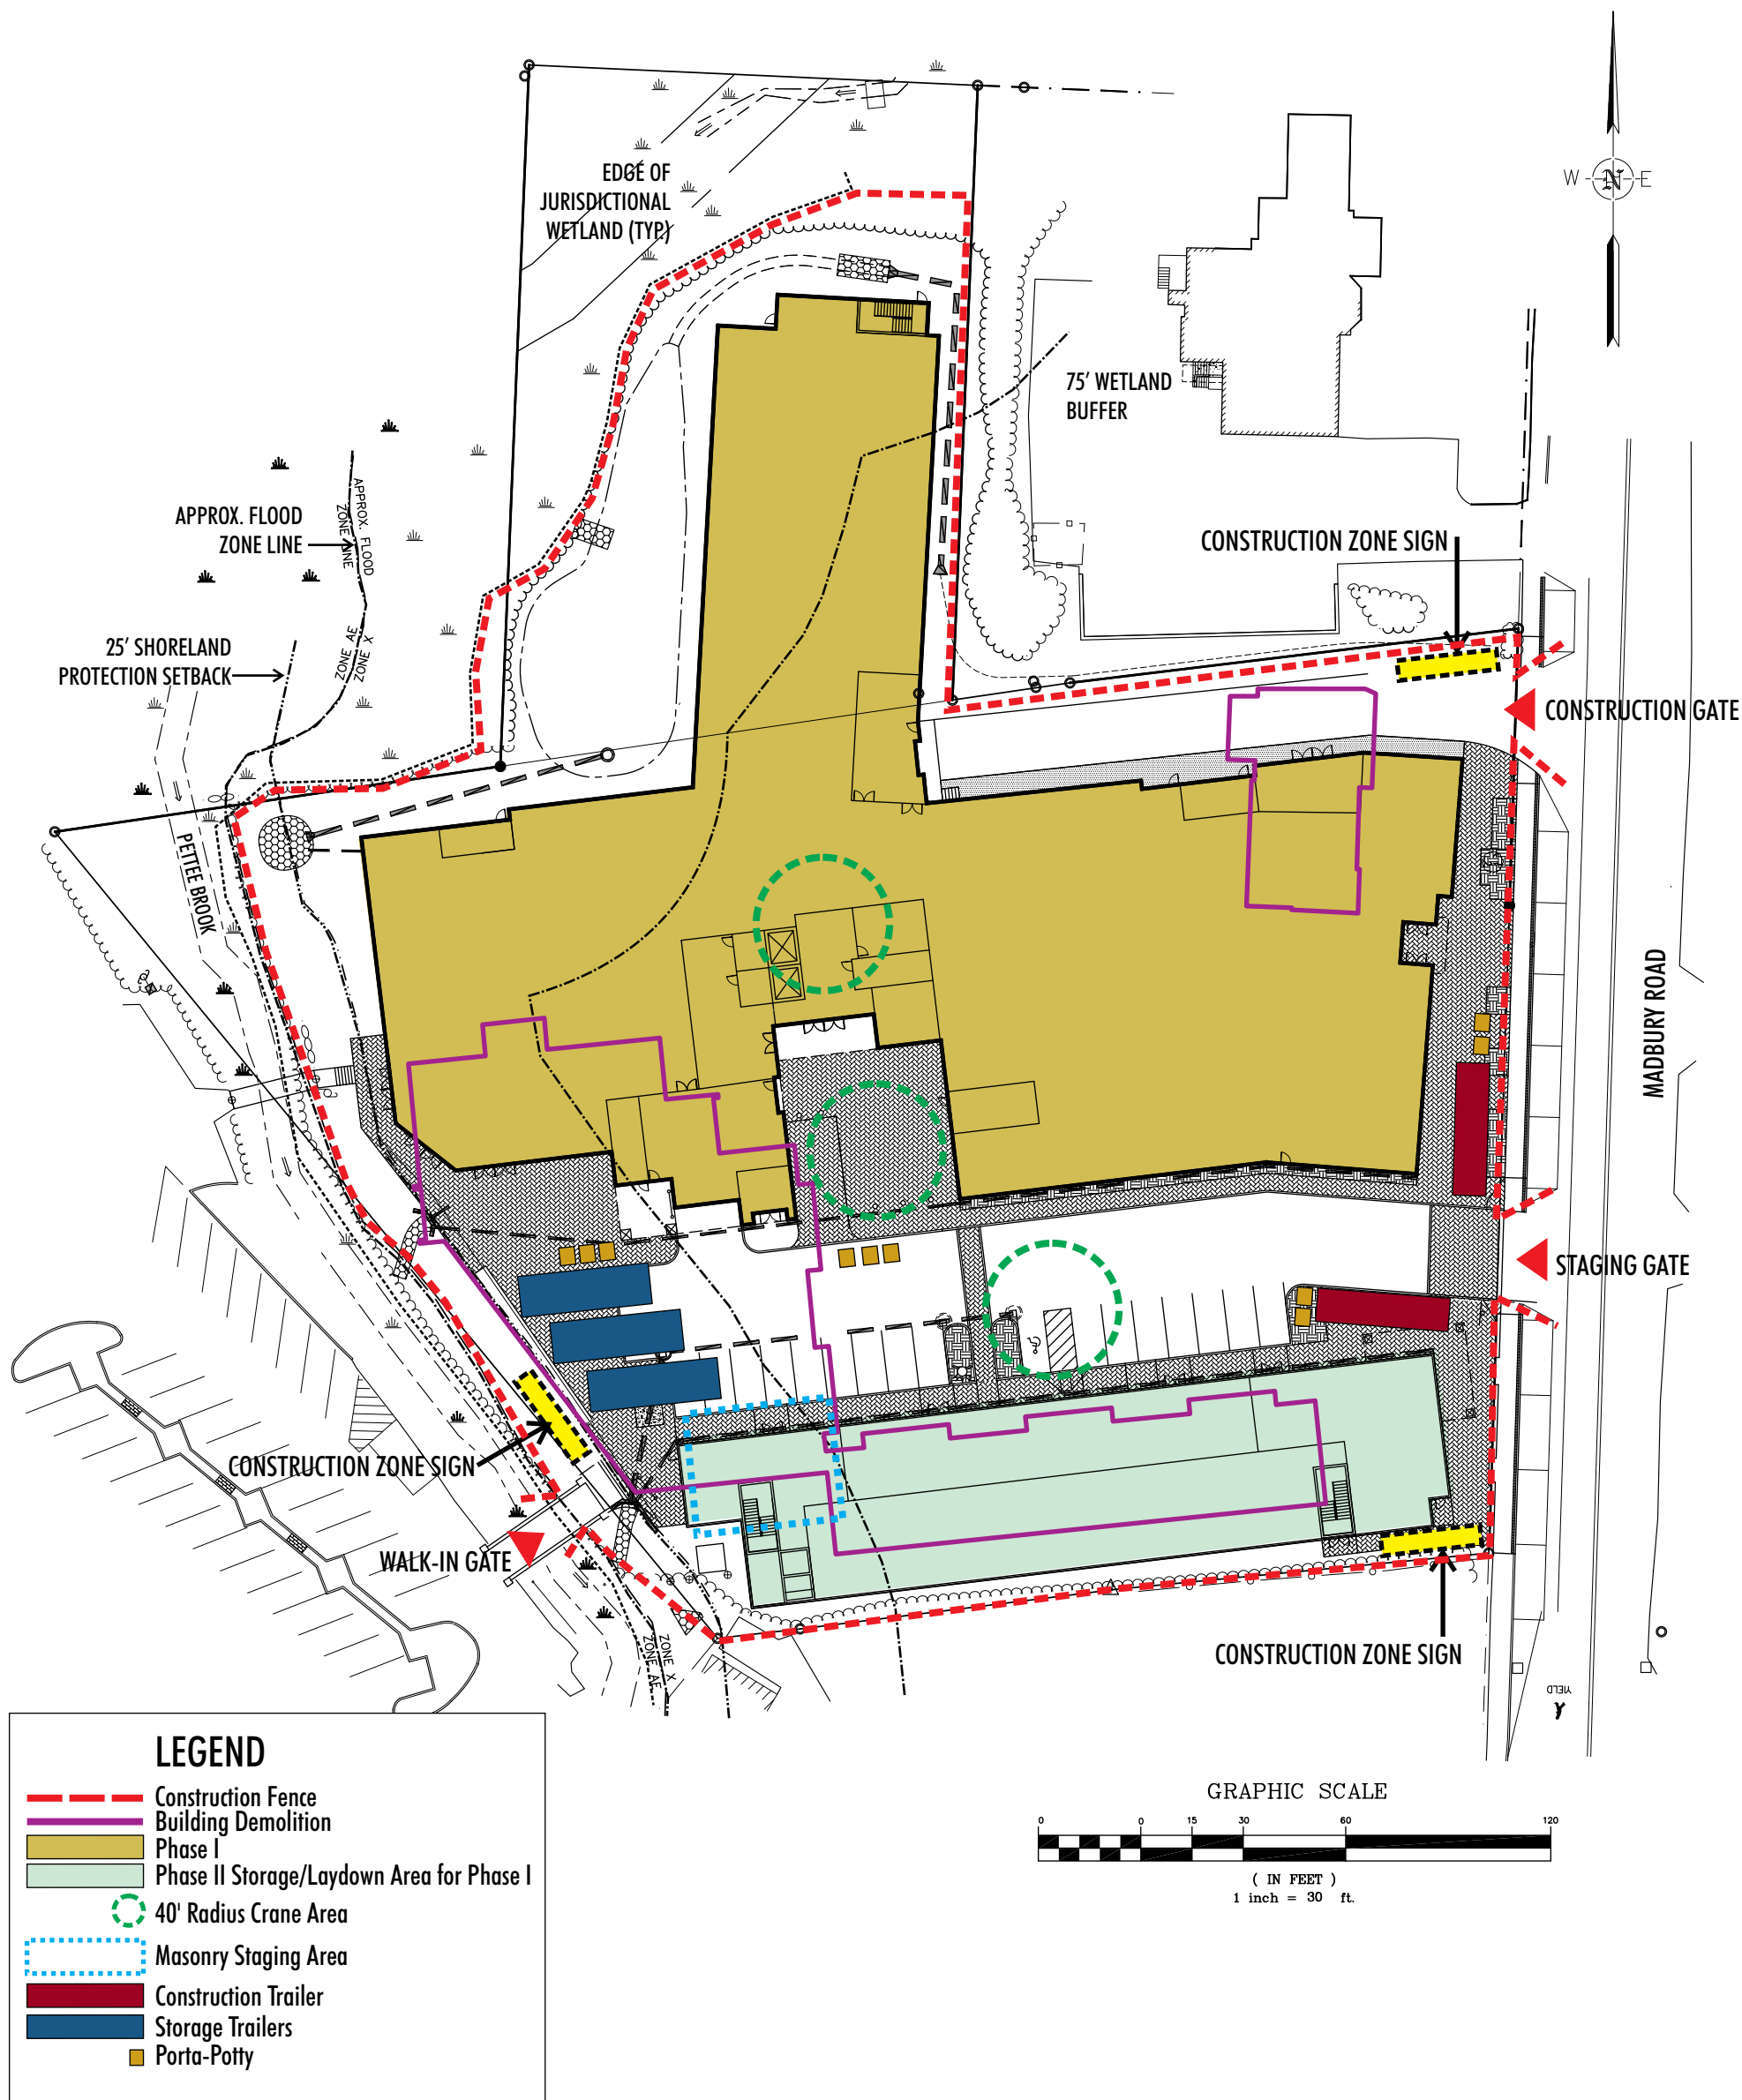 EDGE OF
JURISDICTIONAL
WETLAND (TYP.)
W
N
E
75' WETLAND
BUFFER
APPROX. FLOOD
ZONE LINE
APPROX. FLOOD
ZONE LINE
ZONE AE
ZONE X
25' SHORELAND
PROTECTION SETBACK
CONSTRUCTION ZONE SIGN
CONSTRUCTION GATE
PETTEE BROOK
MADBURY ROAD
STAGING GATE
CONSTRUCTION ZONE SIGN
WALK-IN GATE
ZONE X
ZONE AE
CONSTRUCTION ZONE SIGN
YIELD
LEGEND
Construction Fence
Building Demolition
Phase I
Phase II Storage/Laydown Area for Phase I
40' Radius Crane Area
Masonry Staging Area
Construction Trailer
Storage Trailers
Porta-Potty
GRAPHIC SCALE
0 0 15 30 60 120
( IN FEET )
1 inch = 30 ft.